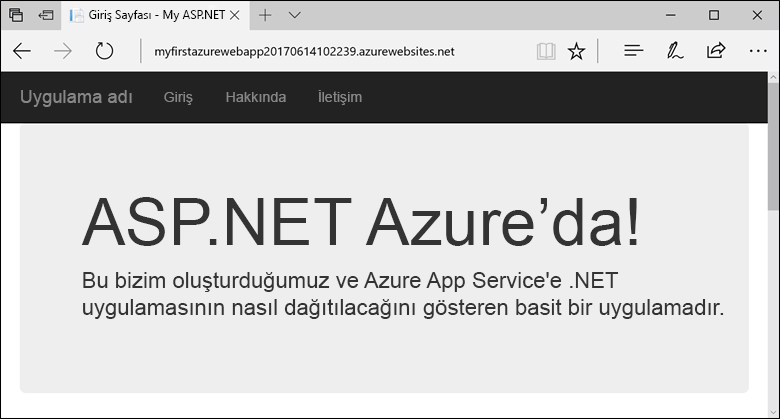 Giriş Sayfası - My ASP.NET
myfirstazurewebapp20170614102239.azurewebsites.net
Uygulama adı Giriş Hakkında İletişim
ASP.NET Azure’da!
Bu bizim oluşturduğumuz ve Azure App Service'e .NET
uygulamasının nasıl dağıtılacağını gösteren basit bir uygulamadır.